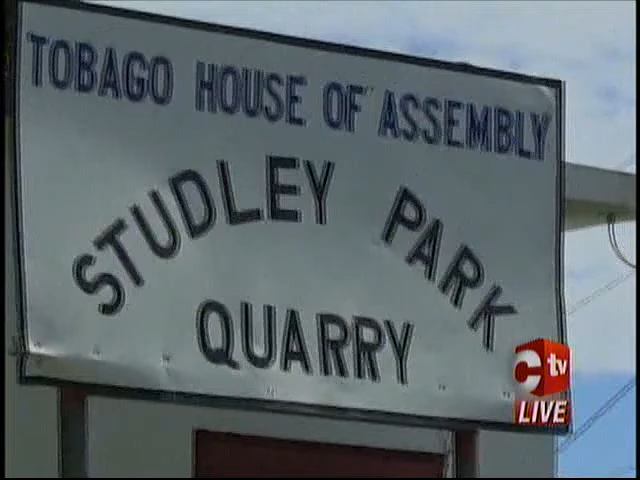 TOBAGO HOUSE OF ASSEMBLY
STUDLEY PARK
QUARRY
Ctv
LIVE